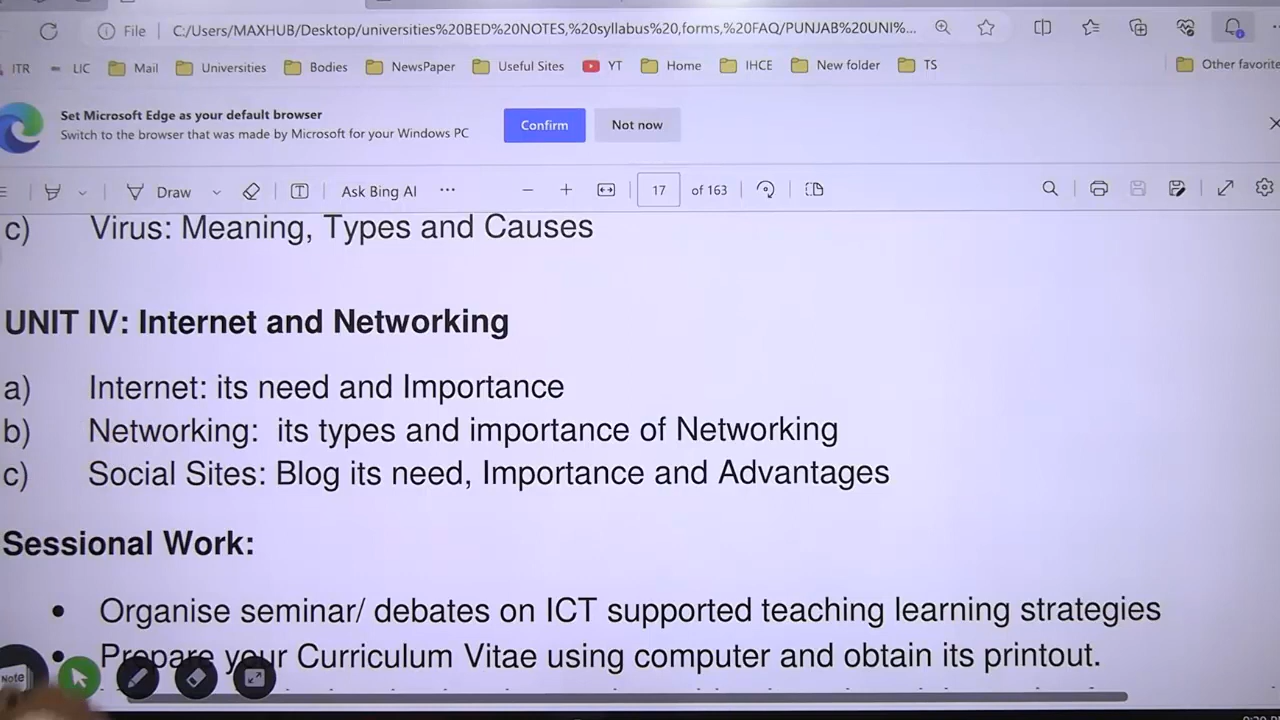 File C:/Users/MAXHUB/Desktop/universities%20BED%20NOTES,%20syllabus%20,forms,%20FAQ/PUNJAB%20UNI%...
ITR LIC Mail Universities Bodies NewsPaper Useful Sites YT Home IHCE New folder TS Other favorite
Set Microsoft Edge as your default browser
Switch to the browser that was made by Microsoft for your Windows PC
Confirm Not now
Draw Ask Bing AI 17 of 163
c) Virus: Meaning, Types and Causes
UNIT IV: Internet and Networking
a) Internet: its need and Importance
b) Networking: its types and importance of Networking
c) Social Sites: Blog its need, Importance and Advantages
Sessional Work:
• Organise seminar/ debates on ICT supported teaching learning strategies
• Prepare your Curriculum Vitae using computer and obtain its printout.
Note